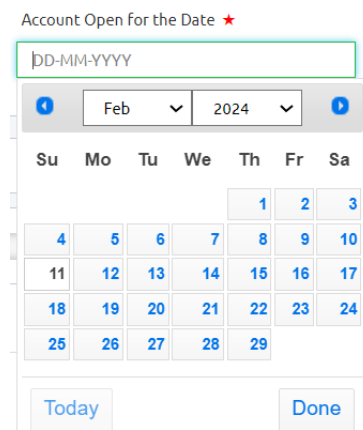 Account Open for the Date ★
DD-MM-YYYY
Feb 2024
Su Mo Tu We Th Fr Sa
1 2 3
4 5 6 7 8 9 10
11 12 13 14 15 16 17
18 19 20 21 22 23 24
25 26 27 28 29
Today Done